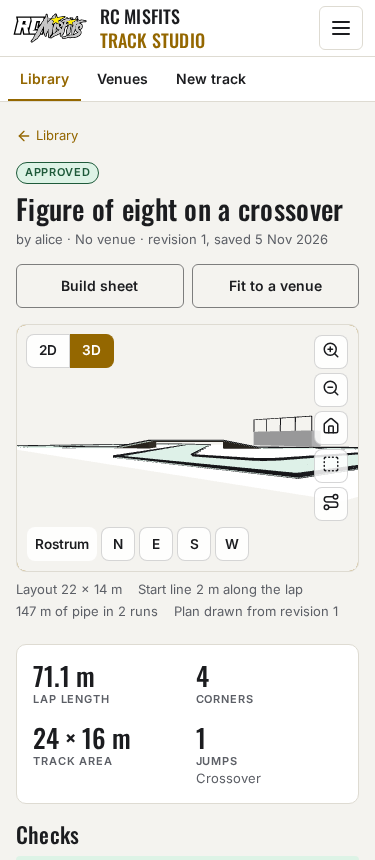 RC MISFITS
RC MISFITS
TRACK STUDIO
Library
Venues
New track
← Library
APPROVED
Figure of eight on a crossover
by alice · No venue · revision 1, saved 5 Nov 2026
Build sheet
Fit to a venue
2D
3D
Rostrum
N
E
S
W
Layout 22 × 14 m
Start line 2 m along the lap
147 m of pipe in 2 runs
Plan drawn from revision 1
71.1 m
LAP LENGTH
4
CORNERS
24 × 16 m
TRACK AREA
1
JUMPS
Crossover
Checks